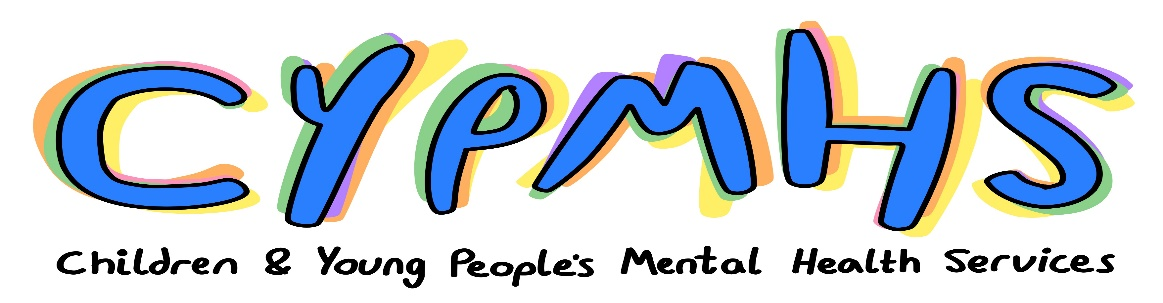 CYPMHS
Children & Young People's Mental Health Services